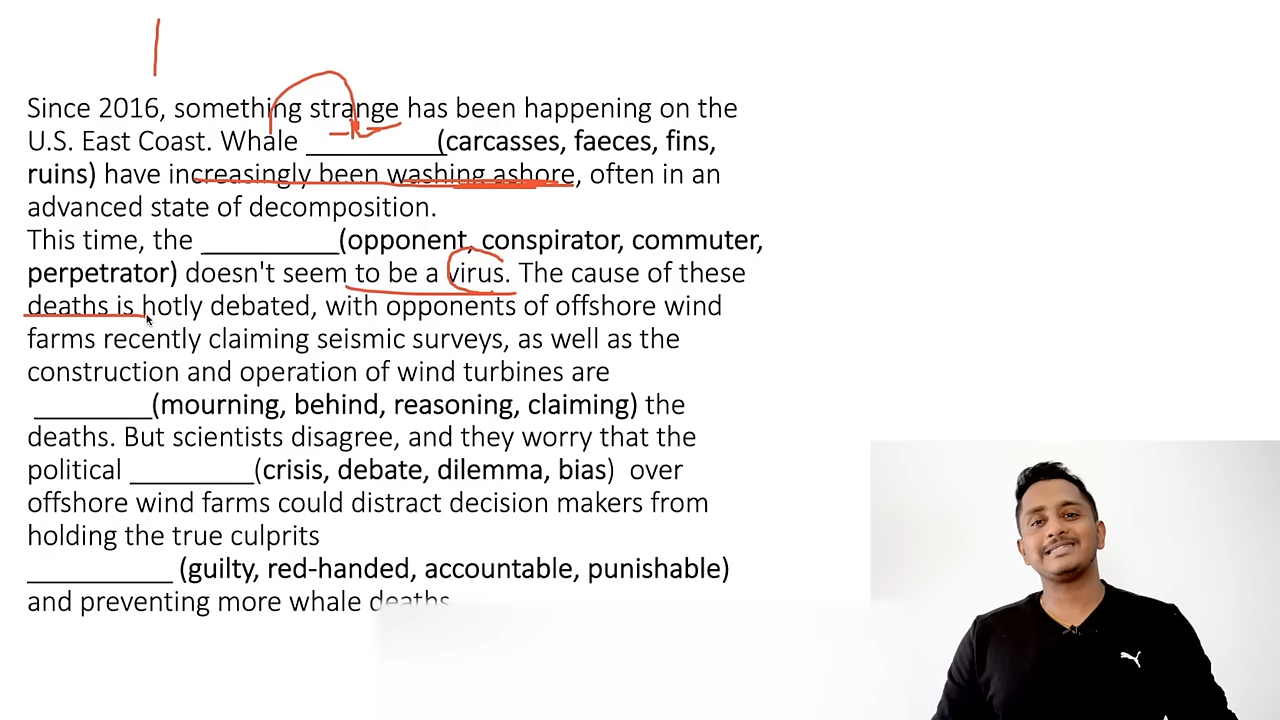 Since 2016, something strange has been happening on the
U.S. East Coast. Whale __________(carcasses, faeces, fins,
ruins) have increasingly been washing ashore, often in an
advanced state of decomposition.
This time, the __________(opponent, conspirator, commuter,
perpetrator) doesn't seem to be a virus. The cause of these
deaths is hotly debated, with opponents of offshore wind
farms recently claiming seismic surveys, as well as the
construction and operation of wind turbines are
_________(mourning, behind, reasoning, claiming) the
deaths. But scientists disagree, and they worry that the
political _________(crisis, debate, dilemma, bias) over
offshore wind farms could distract decision makers from
holding the true culprits
___________ (guilty, red-handed, accountable, punishable)
and preventing more whale deaths